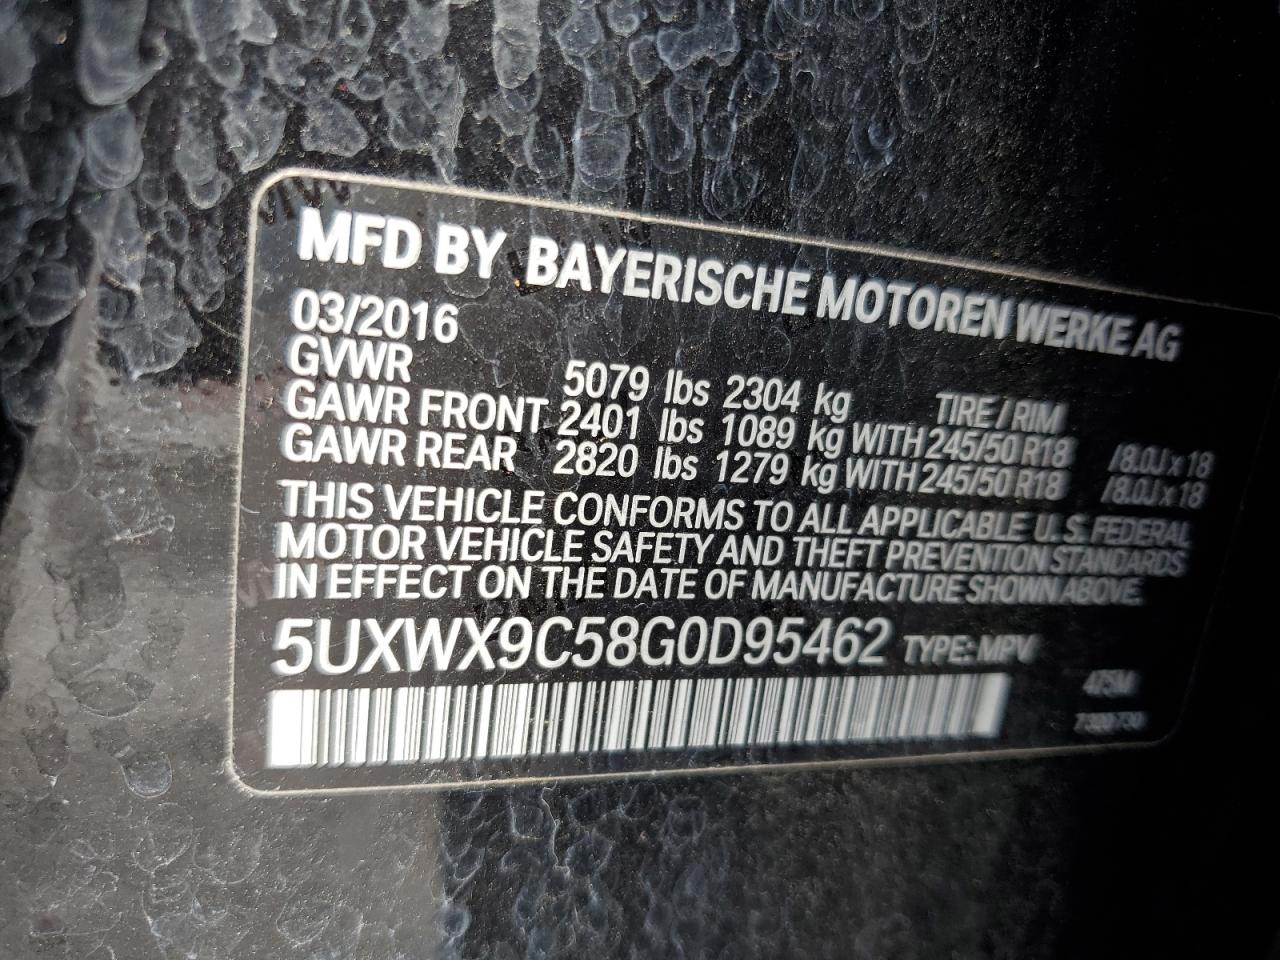 MFD BY BAYERISCHE MOTOREN WERKE AG
03/2016
GVWR 5079 lbs 2304 kg TIRE / RIM
GAWR FRONT 2401 lbs 1089 kg WITH 245/50 R18 / 8.0J x 18
GAWR REAR 2820 lbs 1279 kg WITH 245/50 R18 / 8.0J x 18
THIS VEHICLE CONFORMS TO ALL APPLICABLE U.S. FEDERAL
MOTOR VEHICLE SAFETY AND THEFT PREVENTION STANDARDS
IN EFFECT ON THE DATE OF MANUFACTURE SHOWN ABOVE.
5UXWX9C58G0D95462 TYPE: MPV
475M